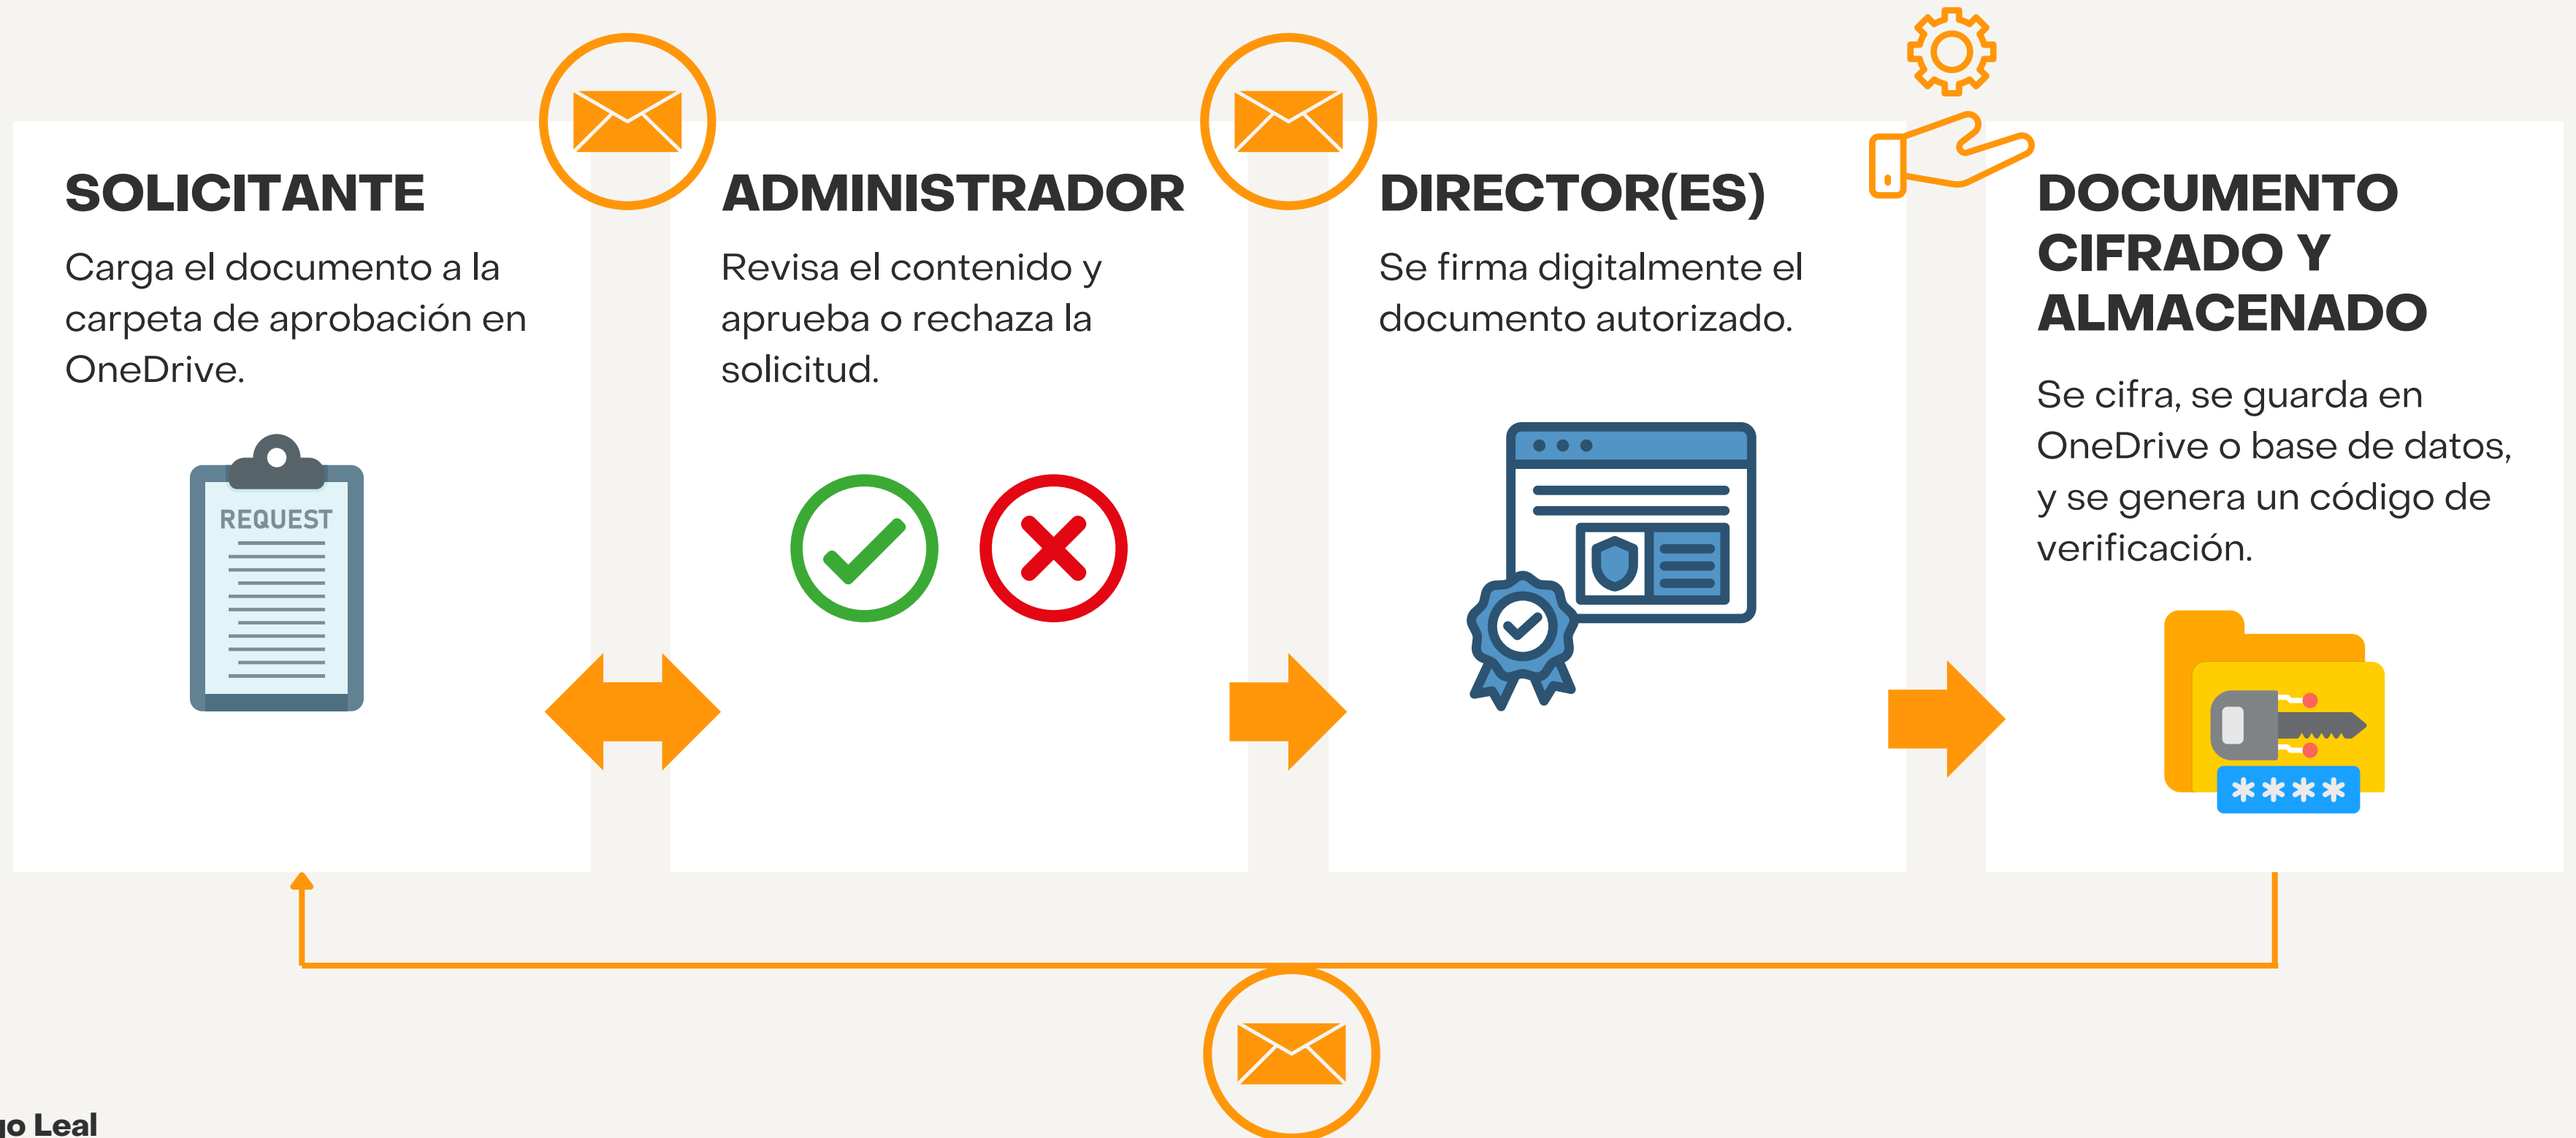 SOLICITANTE
Carga el documento a la
carpeta de aprobación en
OneDrive.
REQUEST
ADMINISTRADOR
Revisa el contenido y
aprueba o rechaza la
solicitud.
DIRECTOR(ES)
Se firma digitalmente el
documento autorizado.
DOCUMENTO
CIFRADO Y
ALMACENADO
Se cifra, se guarda en
OneDrive o base de datos,
y se genera un código de
verificación.
****
Leal